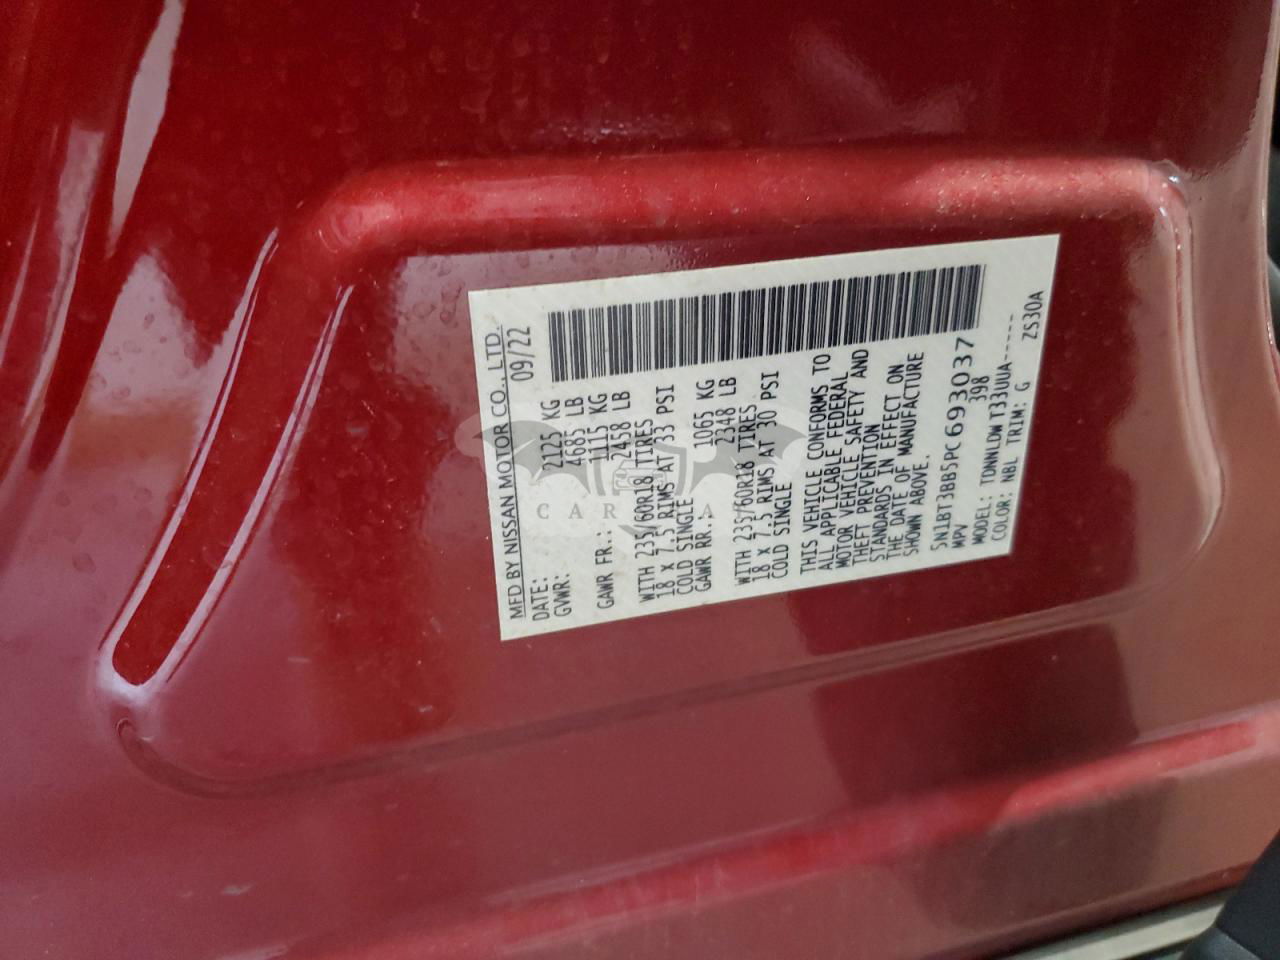 MFD BY NISSAN MOTOR CO., LTD.
DATE: 09/22
GVWR: 2125 KG
4685 LB
GAWR FR.: 1115 KG
2458 LB
WITH 235/60R18 TIRES
18 X 7.5 RIMS AT 33 PSI
COLD SINGLE
GAWR RR.: 1065 KG
2348 LB
WITH 235/60R18 TIRES
18 X 7.5 RIMS AT 30 PSI
COLD SINGLE
THIS VEHICLE CONFORMS TO
ALL APPLICABLE FEDERAL
MOTOR VEHICLE SAFETY AND
THEFT PREVENTION
STANDARDS IN EFFECT ON
THE DATE OF MANUFACTURE
SHOWN ABOVE.
5N1BT3BB5PC693037
MPV 398
MODEL: TDNNLDW T33UUA-----
COLOR: NBL TRIM: G ZS30A